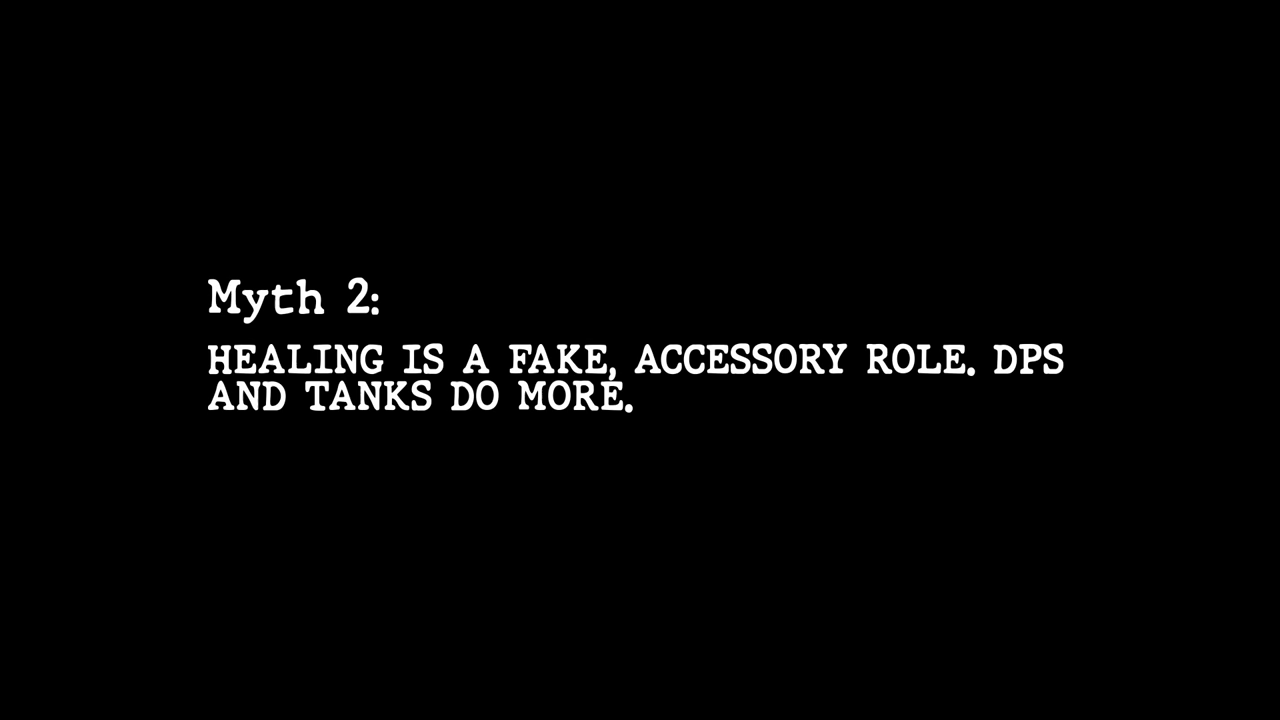 Myth 2:
HEALING IS A FAKE, ACCESSORY ROLE. DPS
AND TANKS DO MORE.